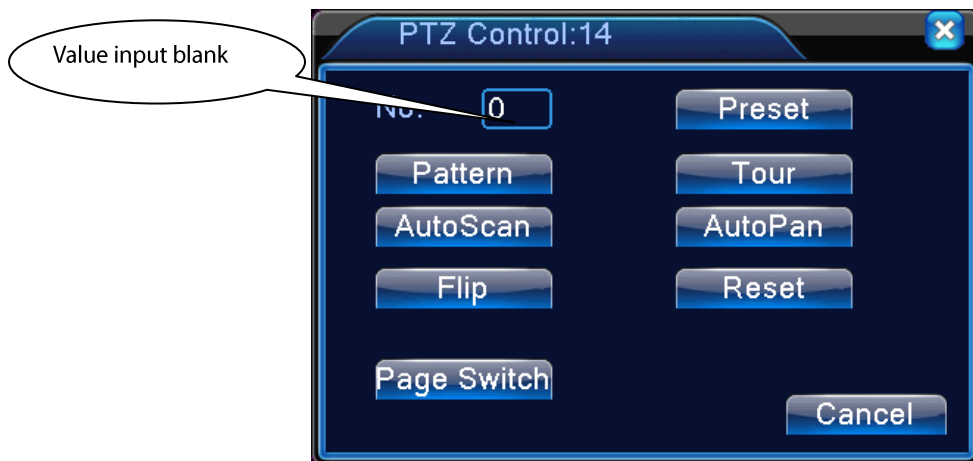 Value input blank
PTZ Control:14
No: 0 Preset
Pattern Tour
AutoScan AutoPan
Flip Reset
Page Switch
Cancel